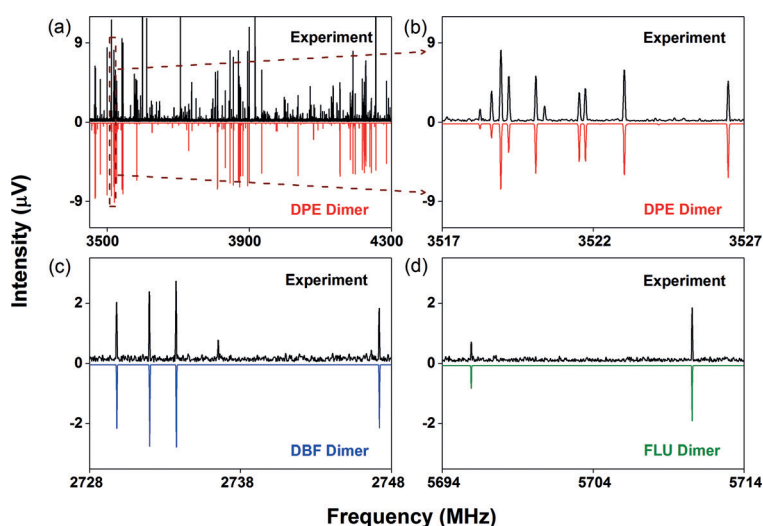 (a)
Experiment
9
0
-9
DPE Dimer
3500
3900
4300
(b)
Experiment
9
0
-9
DPE Dimer
3517
3522
3527
(c)
Experiment
2
0
-2
DBF Dimer
2728
2738
2748
(d)
Experiment
2
0
-2
FLU Dimer
5694
5704
5714
Intensity (μV)
Frequency (MHz)